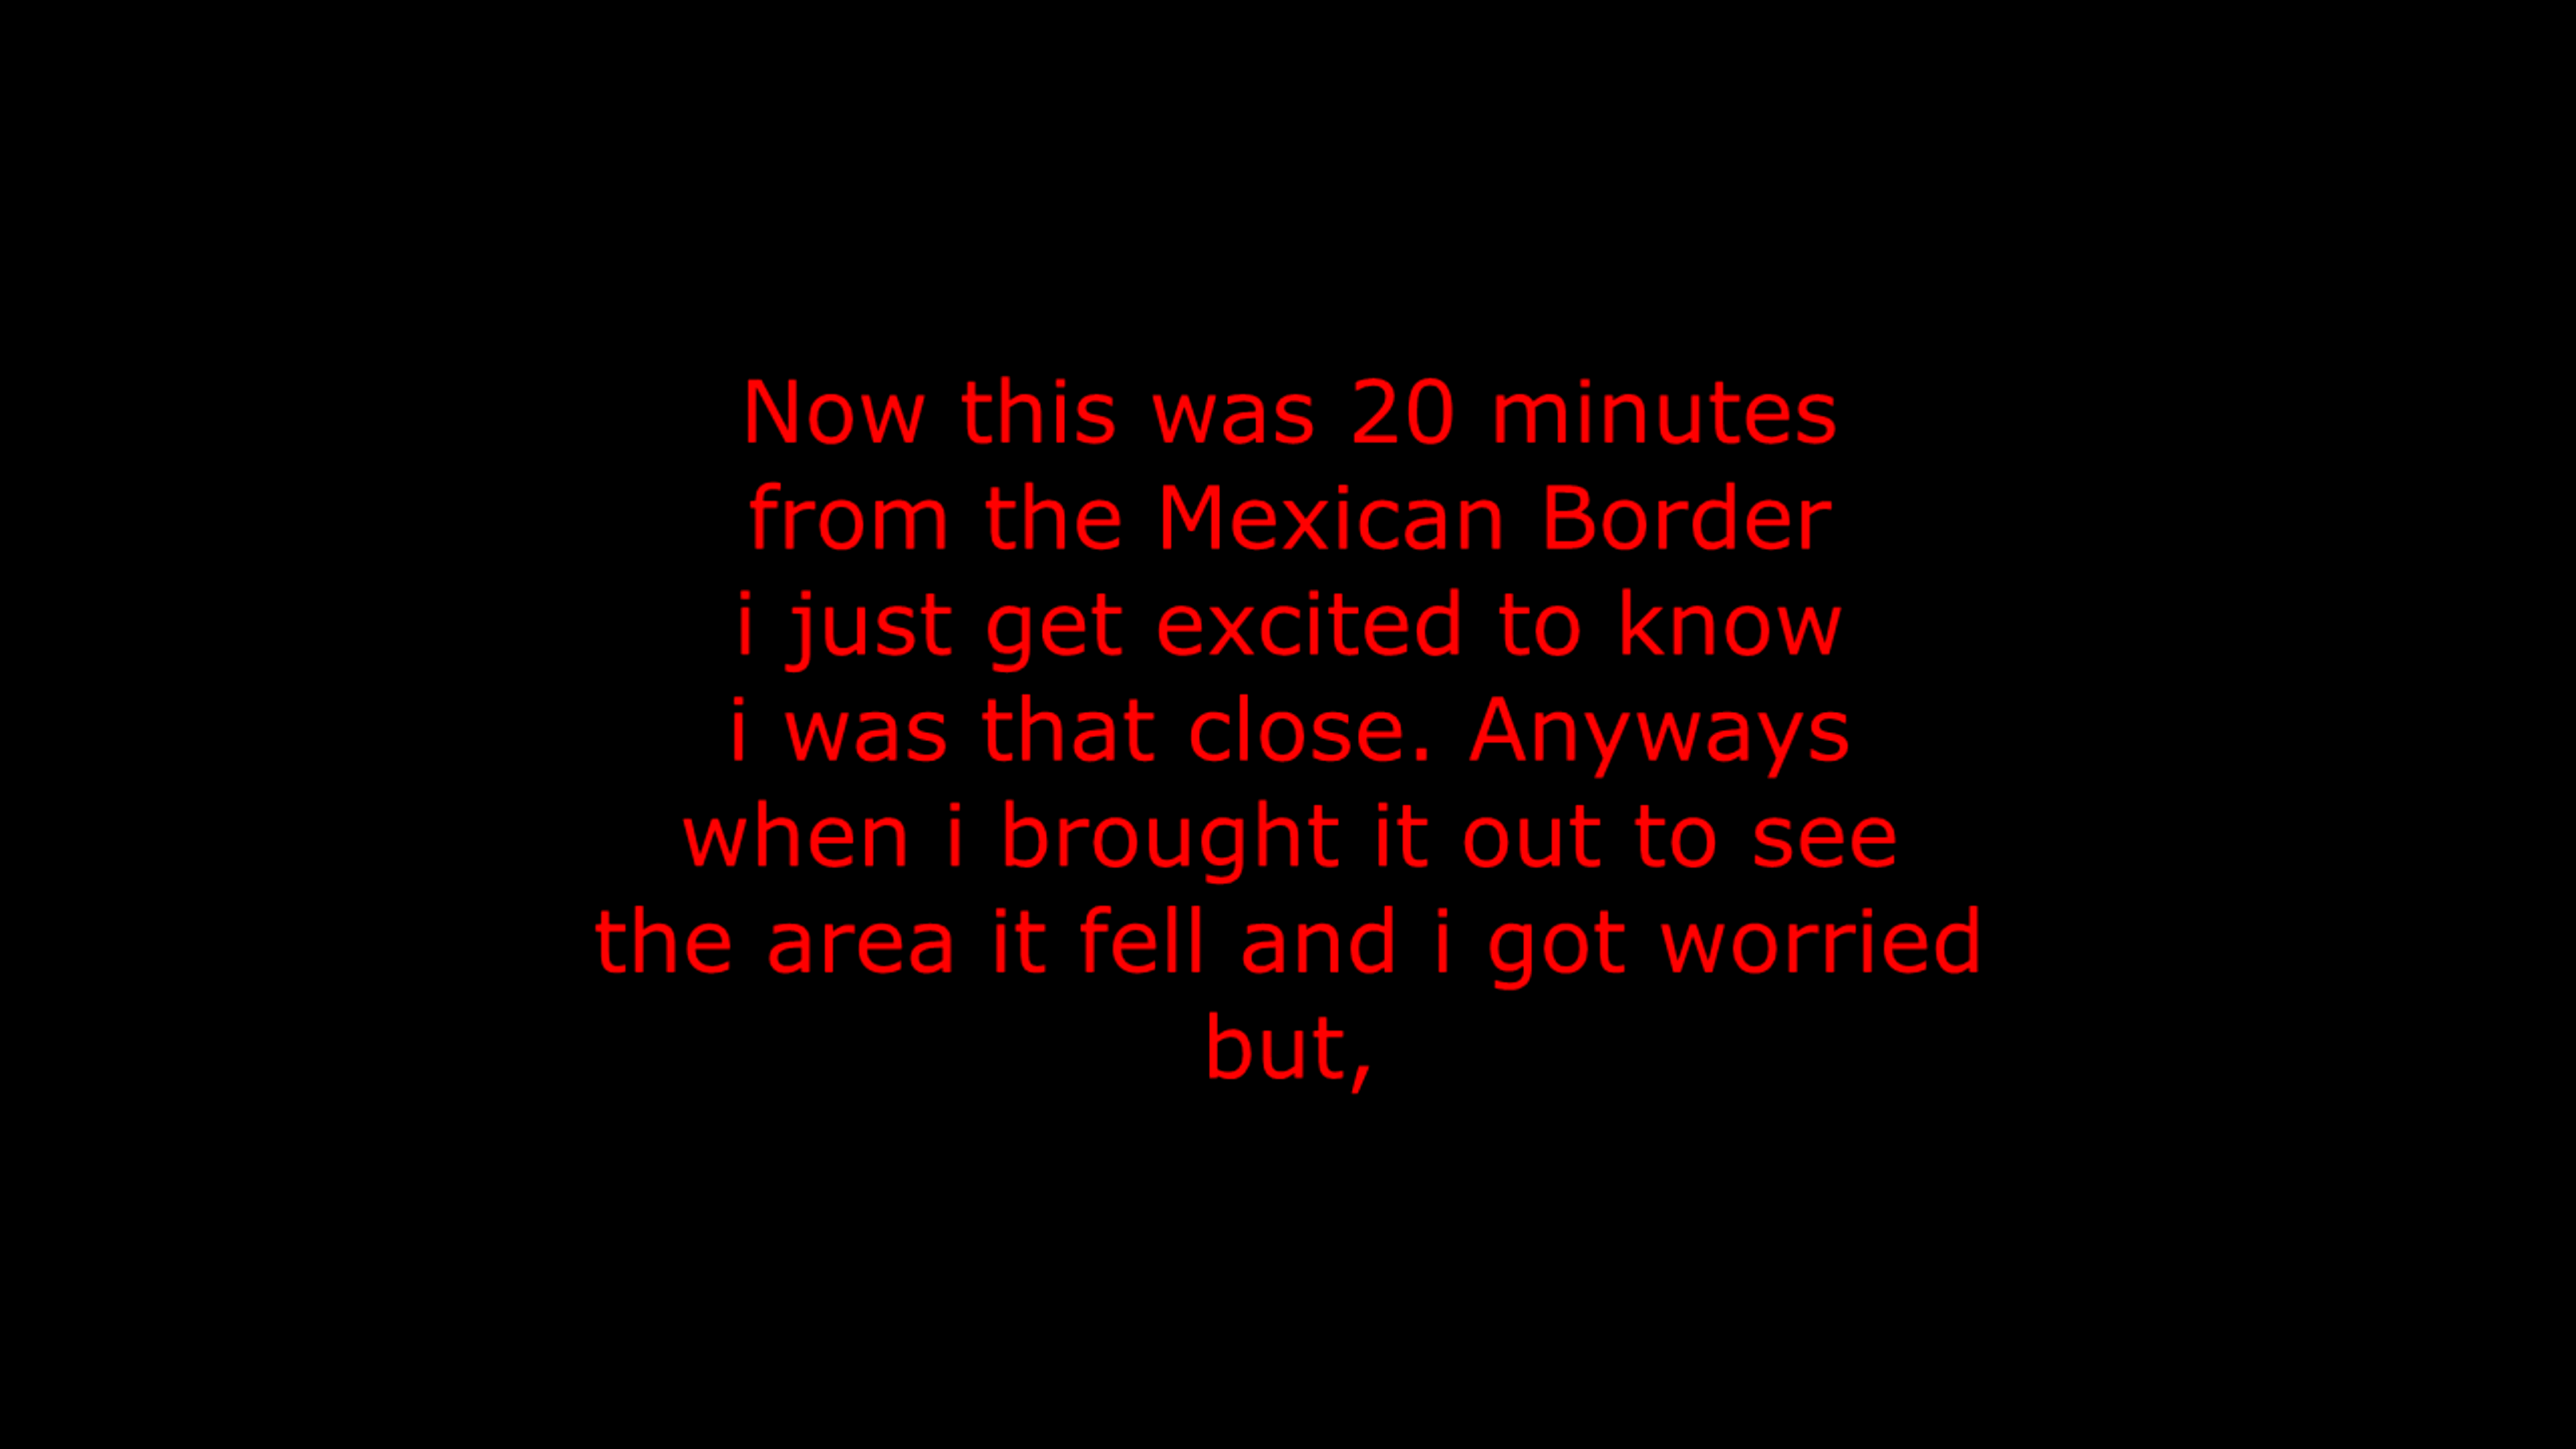 Now this was 20 minutes
from the Mexican Border
i just get excited to know
i was that close. Anyways
when i brought it out to see
the area it fell and i got worried
but,